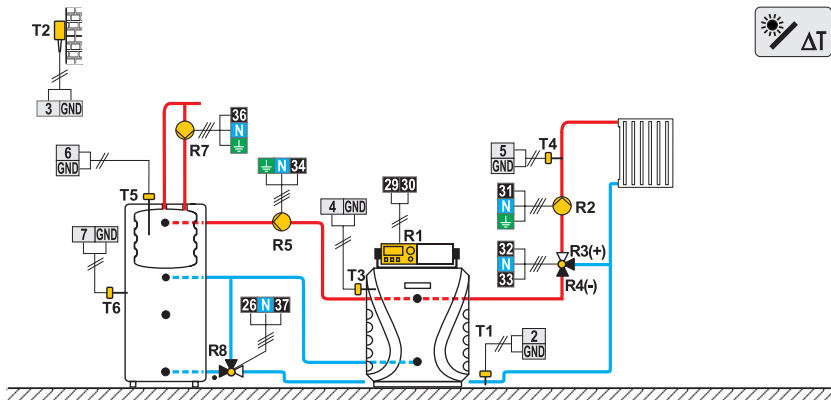 T2
ΔT
3 GND
36
N
R7
6
GND
N 34
5
GND
T4
29 30
T5
31
N
R2
4 GND
7 GND
R1
R5
32
N
33
R3(+)
T3
R4(-)
T6
26 N 37
T1
2
GND
R8